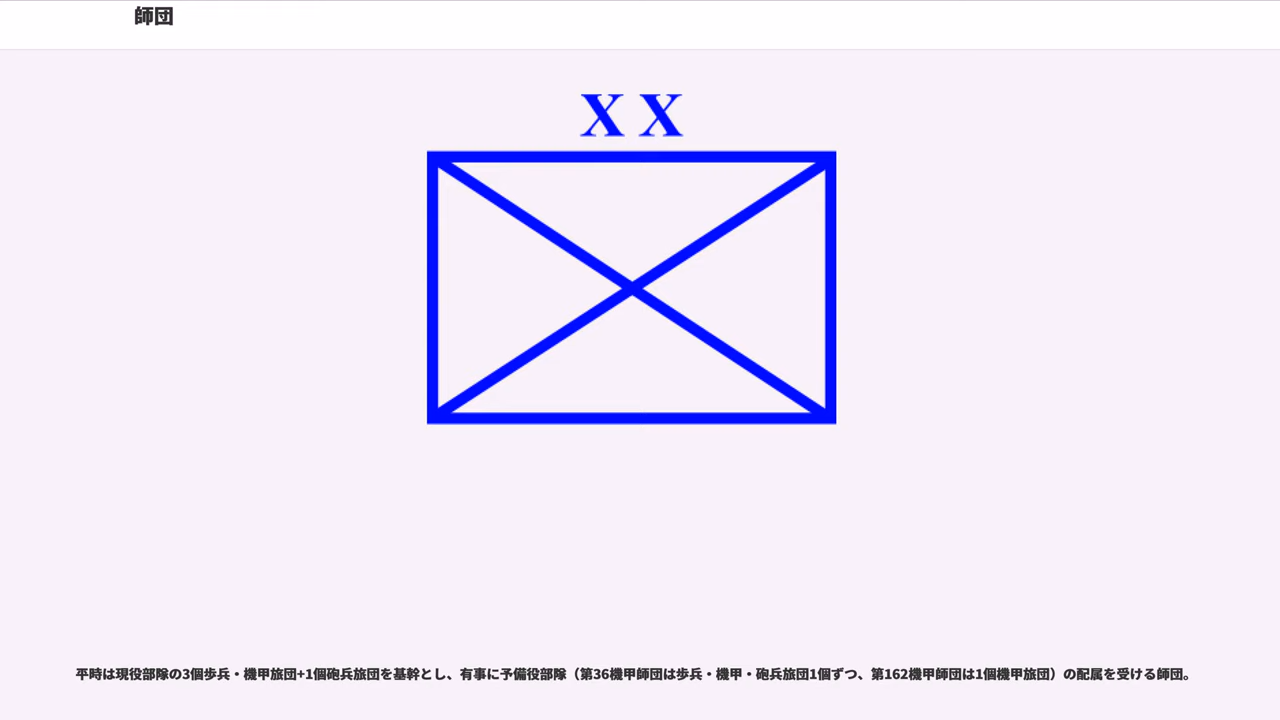 師団
X X
平時は現役部隊の3個歩兵・機甲旅団+1個砲兵旅団を基幹とし、有事に予備役部隊（第36機甲師団は歩兵・機甲・砲兵旅団1個ずつ、第162機甲師団は1個機甲旅団）の配属を受ける師団。